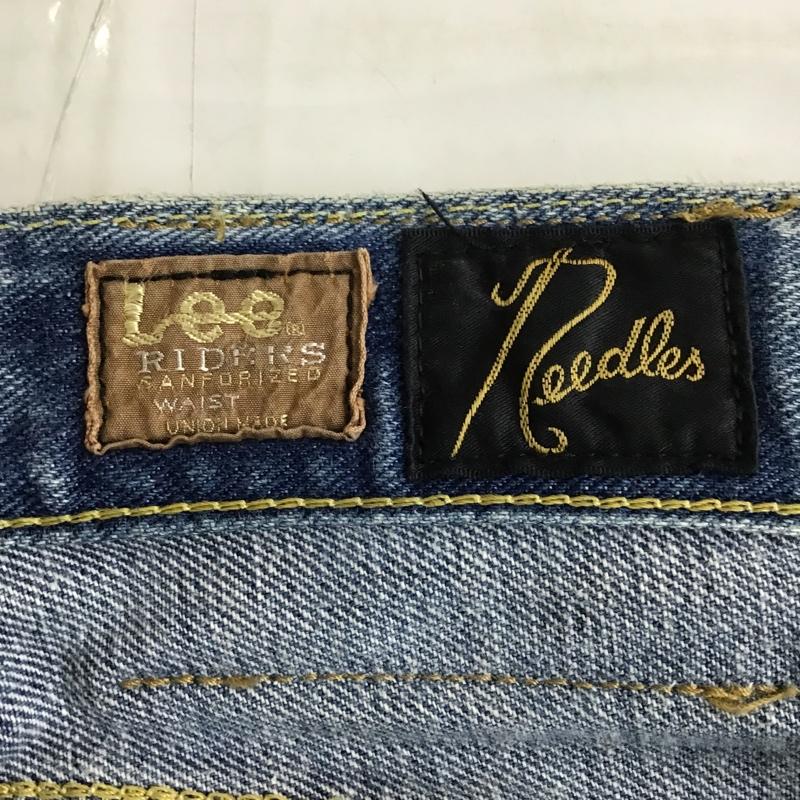 Lee ®
RIDERS
SANFORIZED
WAIST
UNION MADE
Needles